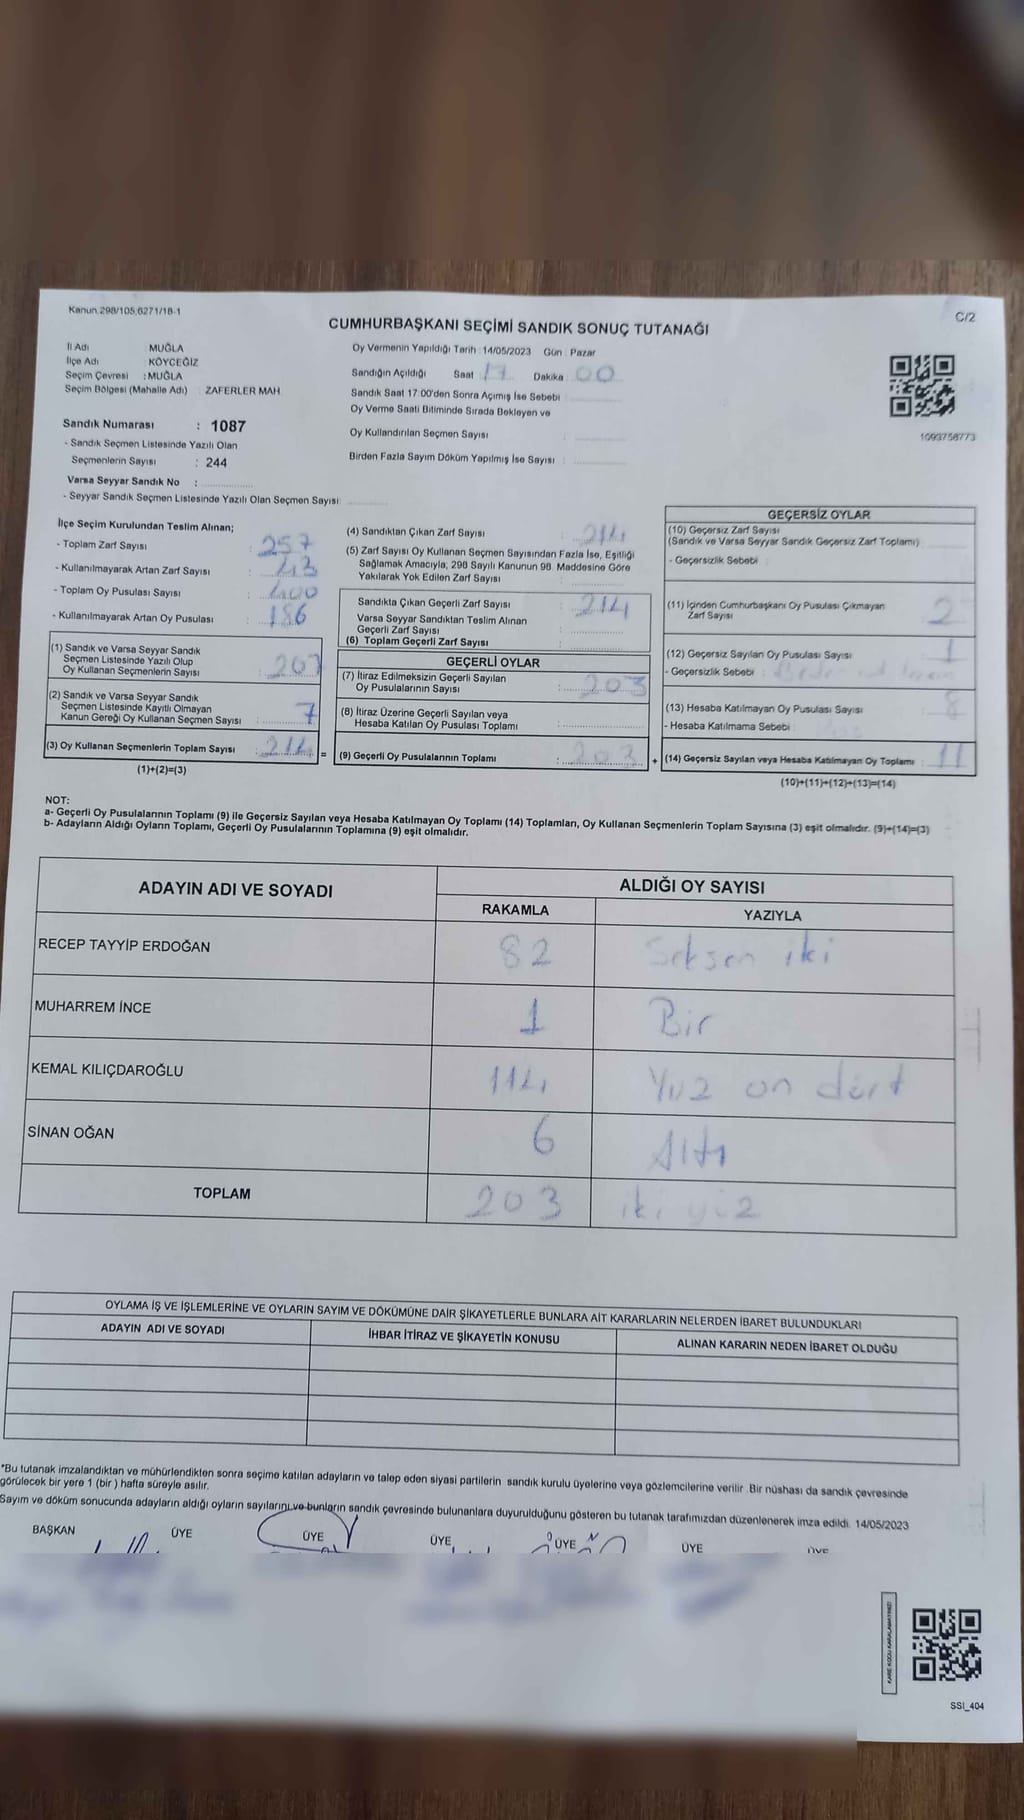 Kanun.298/105,6271/18-1
C/2
CUMHURBAŞKANI SEÇİMİ SANDIK SONUÇ TUTANAĞI
İl Adı MUĞLA
İlçe Adı KÖYCEĞİZ
Seçim Çevresi :MUĞLA
Seçim Bölgesi (Mahalle Adı) : ZAFERLER MAH.
Sandık Numarası : 1087
- Sandık Seçmen Listesinde Yazılı Olan
Seçmenlerin Sayısı : 244
Varsa Seyyar Sandık No :
- Seyyar Sandık Seçmen Listesinde Yazılı Olan Seçmen Sayısı
Oy Vermenin Yapıldığı Tarih : 14/05/2023 Gün : Pazar
Sandığın Açıldığı Saat 17 Dakika 00
Sandık Saat 17:00'den Sonra Açımış İse Sebebi
Oy Verme Saati Bitiminde Sırada Bekleyen ve
Oy Kullandırılan Seçmen Sayısı :
Birden Fazla Sayım Döküm Yapılmış İse Sayısı :
1093758773
İlçe Seçim Kurulundan Teslim Alınan;
- Toplam Zarf Sayısı : 257
- Kullanılmayarak Artan Zarf Sayısı : 43
- Toplam Oy Pusulası Sayısı : 400
- Kullanılmayarak Artan Oy Pusulası : 186
(1) Sandık ve Varsa Seyyar Sandık
Seçmen Listesinde Yazılı Olup
Oy Kullanan Seçmenlerin Sayısı : 207
(2) Sandık ve Varsa Seyyar Sandık
Seçmen Listesinde Kayıtlı Olmayan
Kanun Gereği Oy Kullanan Seçmen Sayısı : 7
(3) Oy Kullanan Seçmenlerin Toplam Sayısı : 214 =
(1)+(2)=(3)
(4) Sandıktan Çıkan Zarf Sayısı : 214
(5) Zarf Sayısı Oy Kullanan Seçmen Sayısından Fazla İse, Eşitliği
Sağlamak Amacıyla, 298 Sayılı Kanunun 98. Maddesine Göre
Yakılarak Yok Edilen Zarf Sayısı :
Sandıkta Çıkan Geçerli Zarf Sayısı : 214
Varsa Seyyar Sandıktan Teslim Alınan
Geçerli Zarf Sayısı :
(6) Toplam Geçerli Zarf Sayısı :
GEÇERLİ OYLAR
(7) İtiraz Edilmeksizin Geçerli Sayılan
Oy Pusulalarının Sayısı : 203
(8) İtiraz Üzerine Geçerli Sayılan veya
Hesaba Katılan Oy Pusulası Toplamı :
(9) Geçerli Oy Pusulalarının Toplamı : 203 +
GEÇERSİZ OYLAR
(10) Geçersiz Zarf Sayısı
(Sandık ve Varsa Seyyar Sandık Geçersiz Zarf Toplamı)
- Geçersizlik Sebebi :
(11) İçinden Cumhurbaşkanı Oy Pusulası Çıkmayan
Zarf Sayısı 2
(12) Geçersiz Sayılan Oy Pusulası Sayısı 1
- Geçersizlik Sebebi :
(13) Hesaba Katılmayan Oy Pusulası Sayısı : 8
- Hesaba Katılmama Sebebi
(14) Geçersiz Sayılan veya Hesaba Katılmayan Oy Toplamı : 11
(10)+(11)+(12)+(13)=(14)
NOT:
a- Geçerli Oy Pusulalarının Toplamı (9) ile Geçersiz Sayılan veya Hesaba Katılmayan Oy Toplamı (14) Toplamları, Oy Kullanan Seçmenlerin Toplam Sayısına (3) eşit olmalıdır. (9)+(14)=(3)
b- Adayların Aldığı Oyların Toplamı, Geçerli Oy Pusulalarının Toplamına (9) eşit olmalıdır.
ADAYIN ADI VE SOYADI
ALDIĞI OY SAYISI
RAKAMLA YAZIYLA
RECEP TAYYİP ERDOĞAN 82 Seksen iki
MUHARREM İNCE 1 Bir
KEMAL KILIÇDAROĞLU 114 Yüz on dört
SİNAN OĞAN 6 Altı
TOPLAM 203 iki yüz
OYLAMA İŞ VE İŞLEMLERİNE VE OYLARIN SAYIM VE DÖKÜMÜNE DAİR ŞİKAYETLERLE BUNLARA AİT KARARLARIN NELERDEN İBARET BULUNDUKLARI
ADAYIN ADI VE SOYADI İHBAR İTİRAZ VE ŞİKAYETİN KONUSU ALINAN KARARIN NEDEN İBARET OLDUĞU
*Bu tutanak imzalandıktan ve mühürlendikten sonra seçime katılan adayların ve talep eden siyasi partilerin sandık kurulu üyelerine veya gözlemcilerine verilir. Bir nüshası da sandık çevresinde
görülecek bir yere 1 (bir ) hafta süreyle asılır.
Sayım ve döküm sonucunda adayların aldığı oyların sayılarını ve bunların sandık çevresinde bulunanlara duyurulduğunu gösteren bu tutanak tarafımızdan düzenlenerek imza edildi. 14/05/2023
BAŞKAN ÜYE ÜYE ÜYE ÜYE ÜYE ÜYE
SSI_404